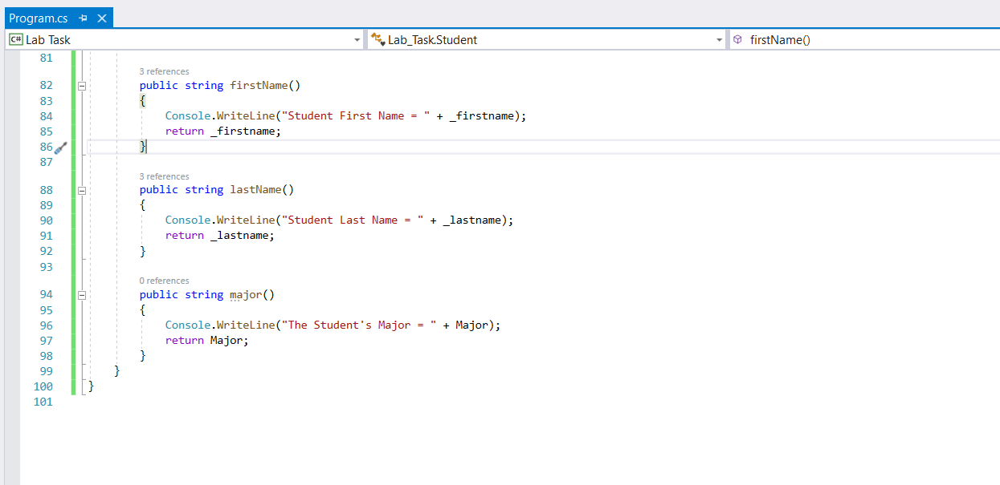 Program.cs
C# Lab Task Lab_Task.Student firstName()
81
3 references
82 public string firstName()
83 {
84 Console.WriteLine("Student First Name = " + _firstname);
85 return _firstname;
86 }
87
3 references
88 public string lastName()
89 {
90 Console.WriteLine("Student Last Name = " + _lastname);
91 return _lastname;
92 }
93
0 references
94 public string major()
95 {
96 Console.WriteLine("The Student's Major = " + Major);
97 return Major;
98 }
99 }
100 }
101